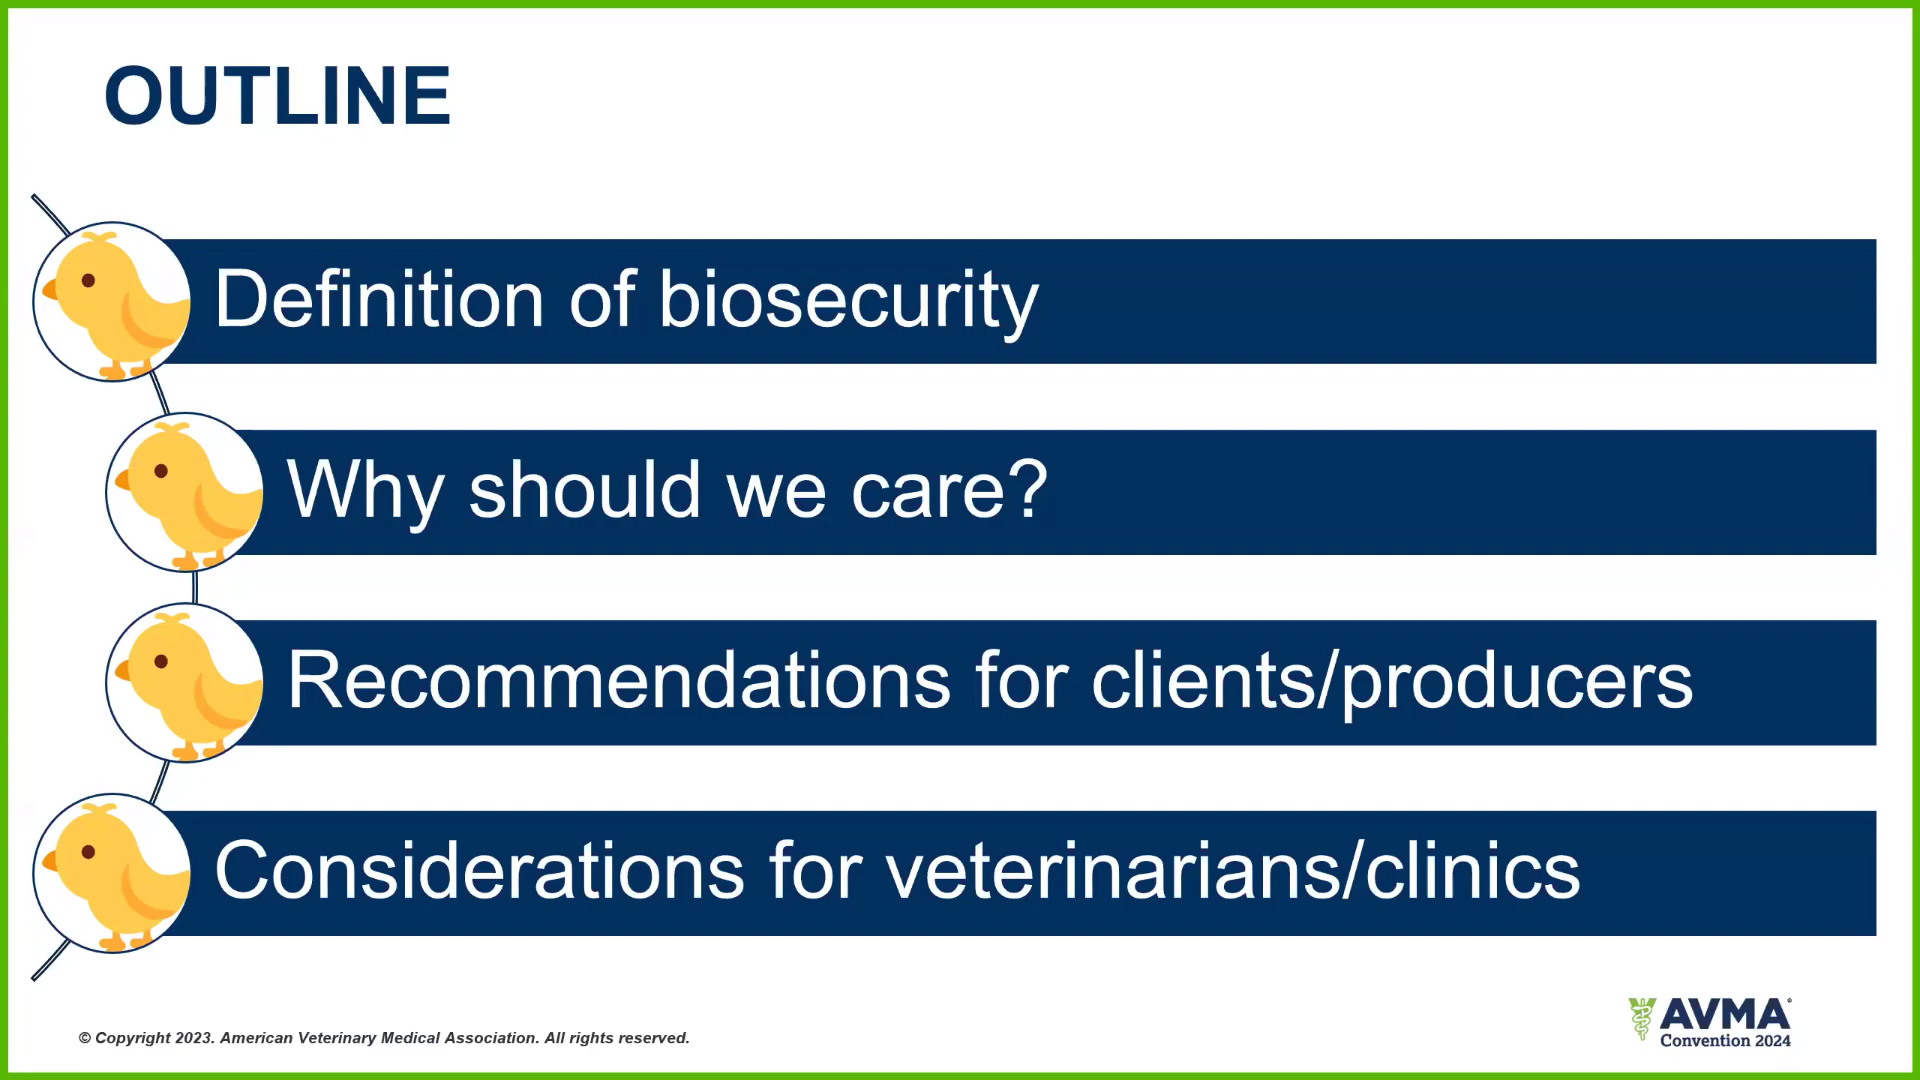 OUTLINE
Definition of biosecurity
Why should we care?
Recommendations for clients/producers
Considerations for veterinarians/clinics
© Copyright 2023. American Veterinary Medical Association. All rights reserved.
AVMA
Convention 2024